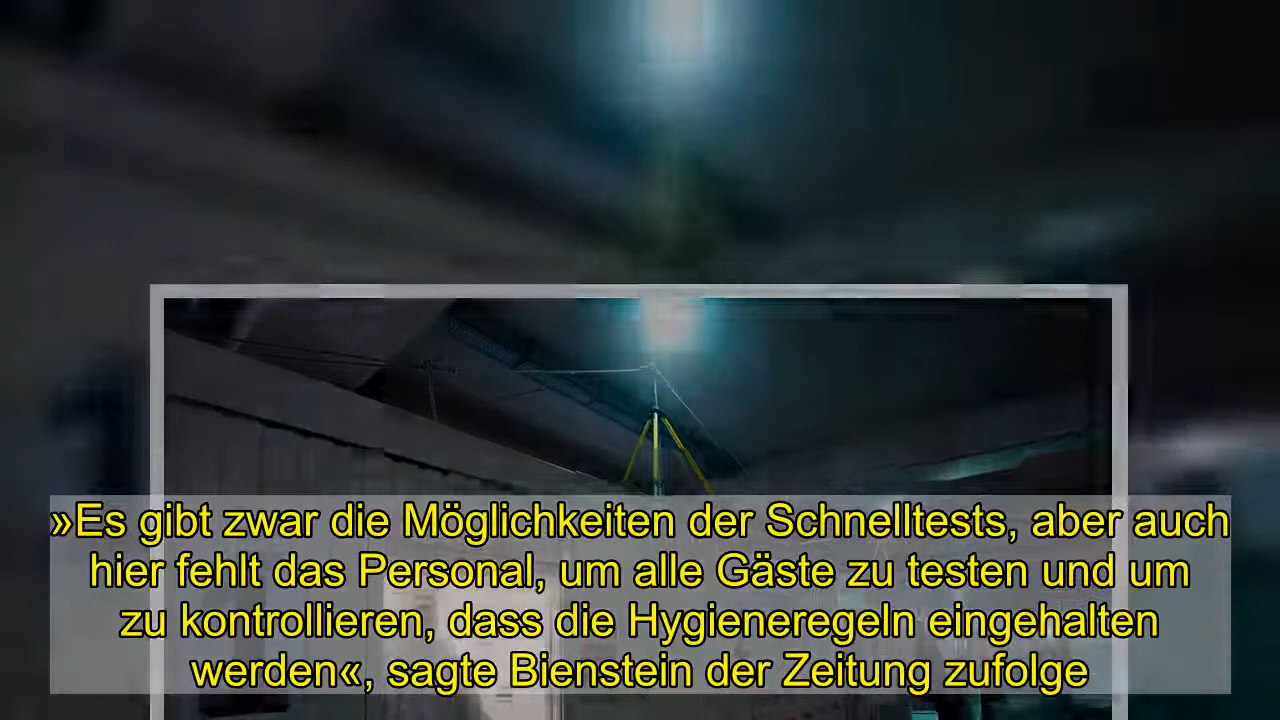 »Es gibt zwar die Möglichkeiten der Schnelltests, aber auch
hier fehlt das Personal, um alle Gäste zu testen und um
zu kontrollieren, dass die Hygieneregeln eingehalten
werden«, sagte Bienstein der Zeitung zufolge